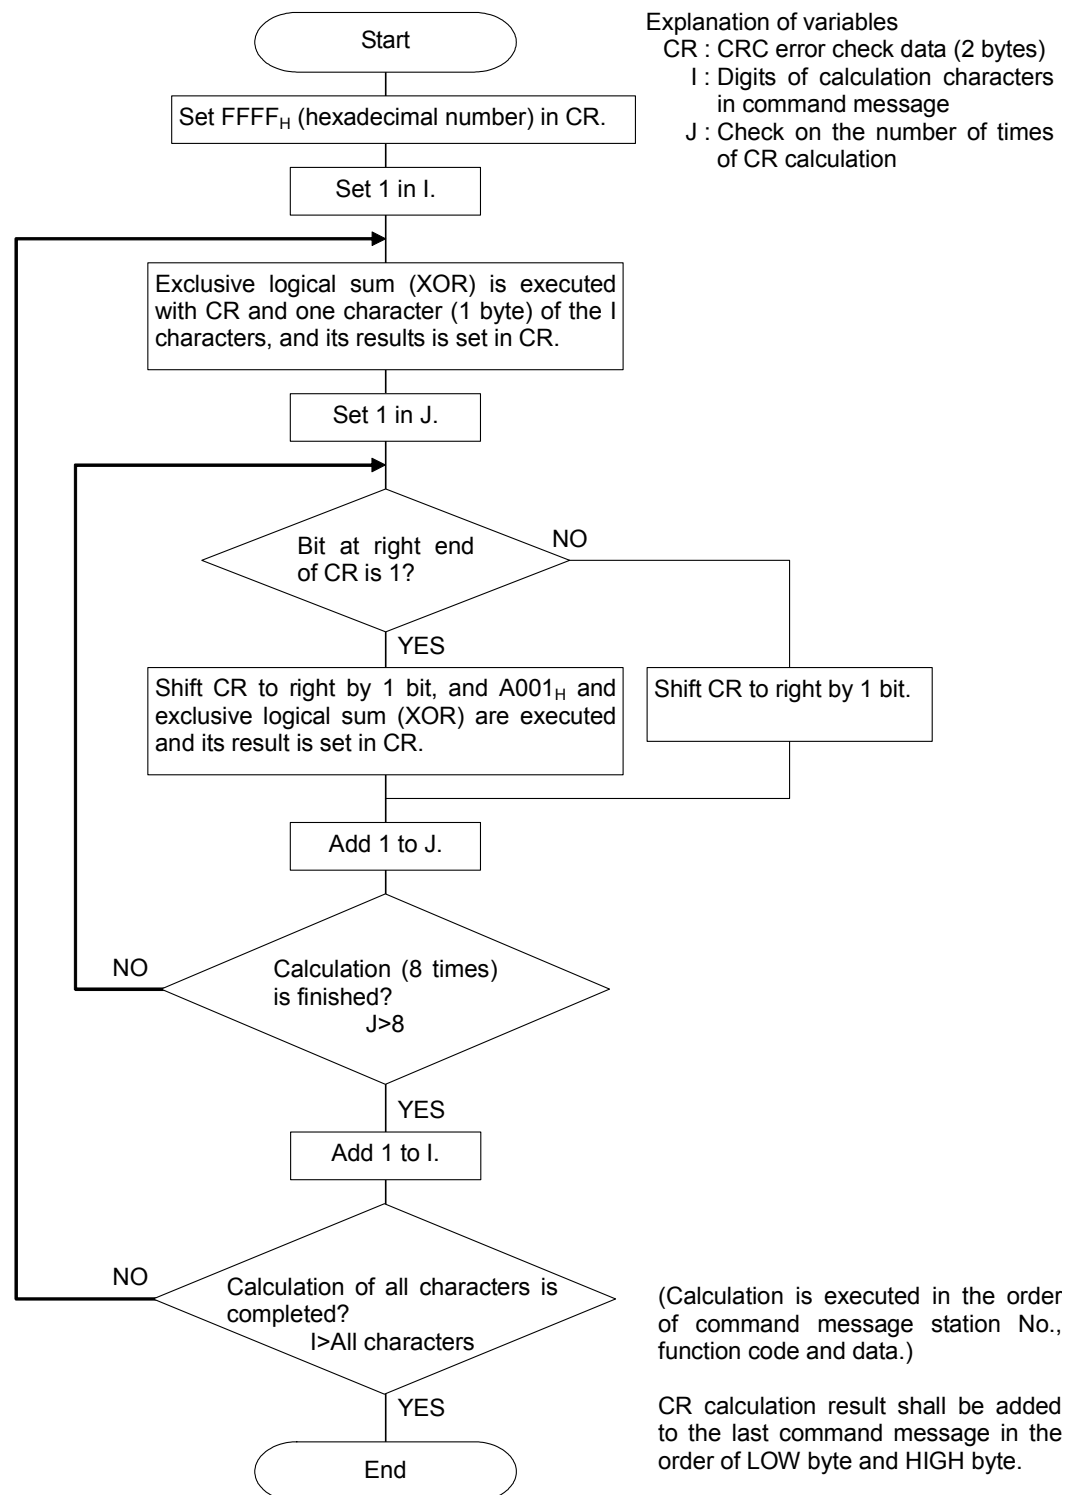 Start
Explanation of variables
CR : CRC error check data (2 bytes)
I : Digits of calculation characters
in command message
J : Check on the number of times
of CR calculation
Set FFFFH (hexadecimal number) in CR.
Set 1 in I.
Exclusive logical sum (XOR) is executed
with CR and one character (1 byte) of the I
characters, and its results is set in CR.
Set 1 in J.
Bit at right end
of CR is 1?
NO
YES
Shift CR to right by 1 bit, and A001H and
exclusive logical sum (XOR) are executed
and its result is set in CR.
Shift CR to right by 1 bit.
Add 1 to J.
NO
Calculation (8 times)
is finished?
J>8
YES
Add 1 to I.
NO
Calculation of all characters is
completed?
I>All characters
YES
(Calculation is executed in the order
of command message station No.,
function code and data.)
CR calculation result shall be added
to the last command message in the
order of LOW byte and HIGH byte.
End